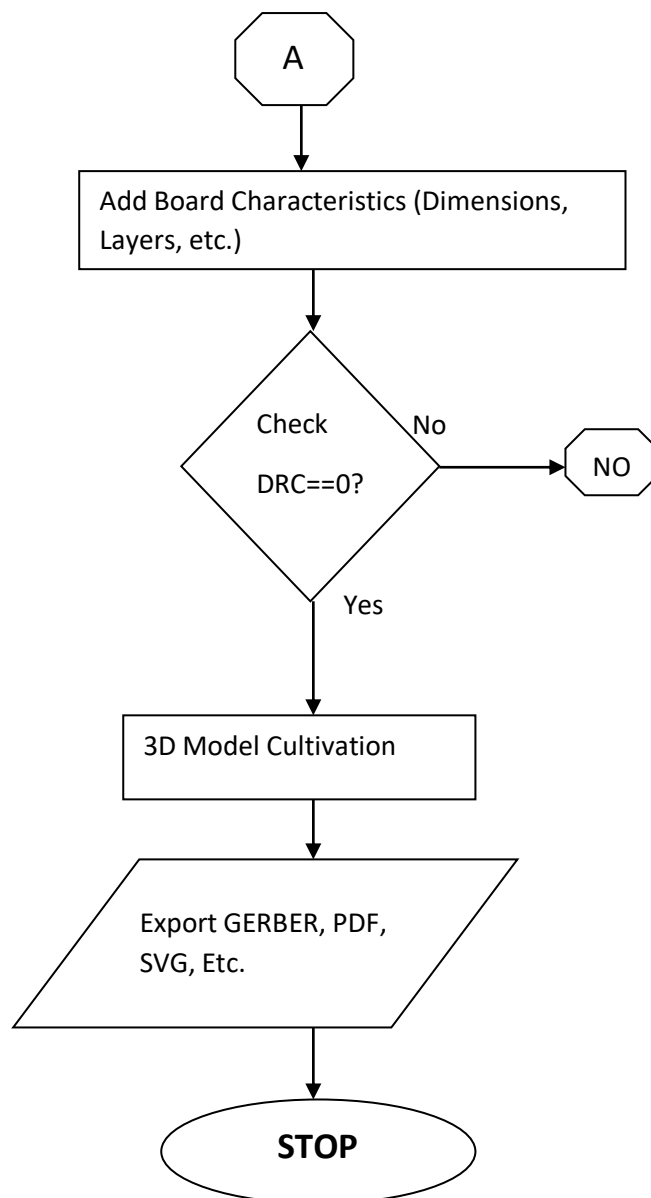 A
Add Board Characteristics (Dimensions,
Layers, etc.)
Check
No
DRC==0?
NO
Yes
3D Model Cultivation
Export GERBER, PDF,
SVG, Etc.
STOP